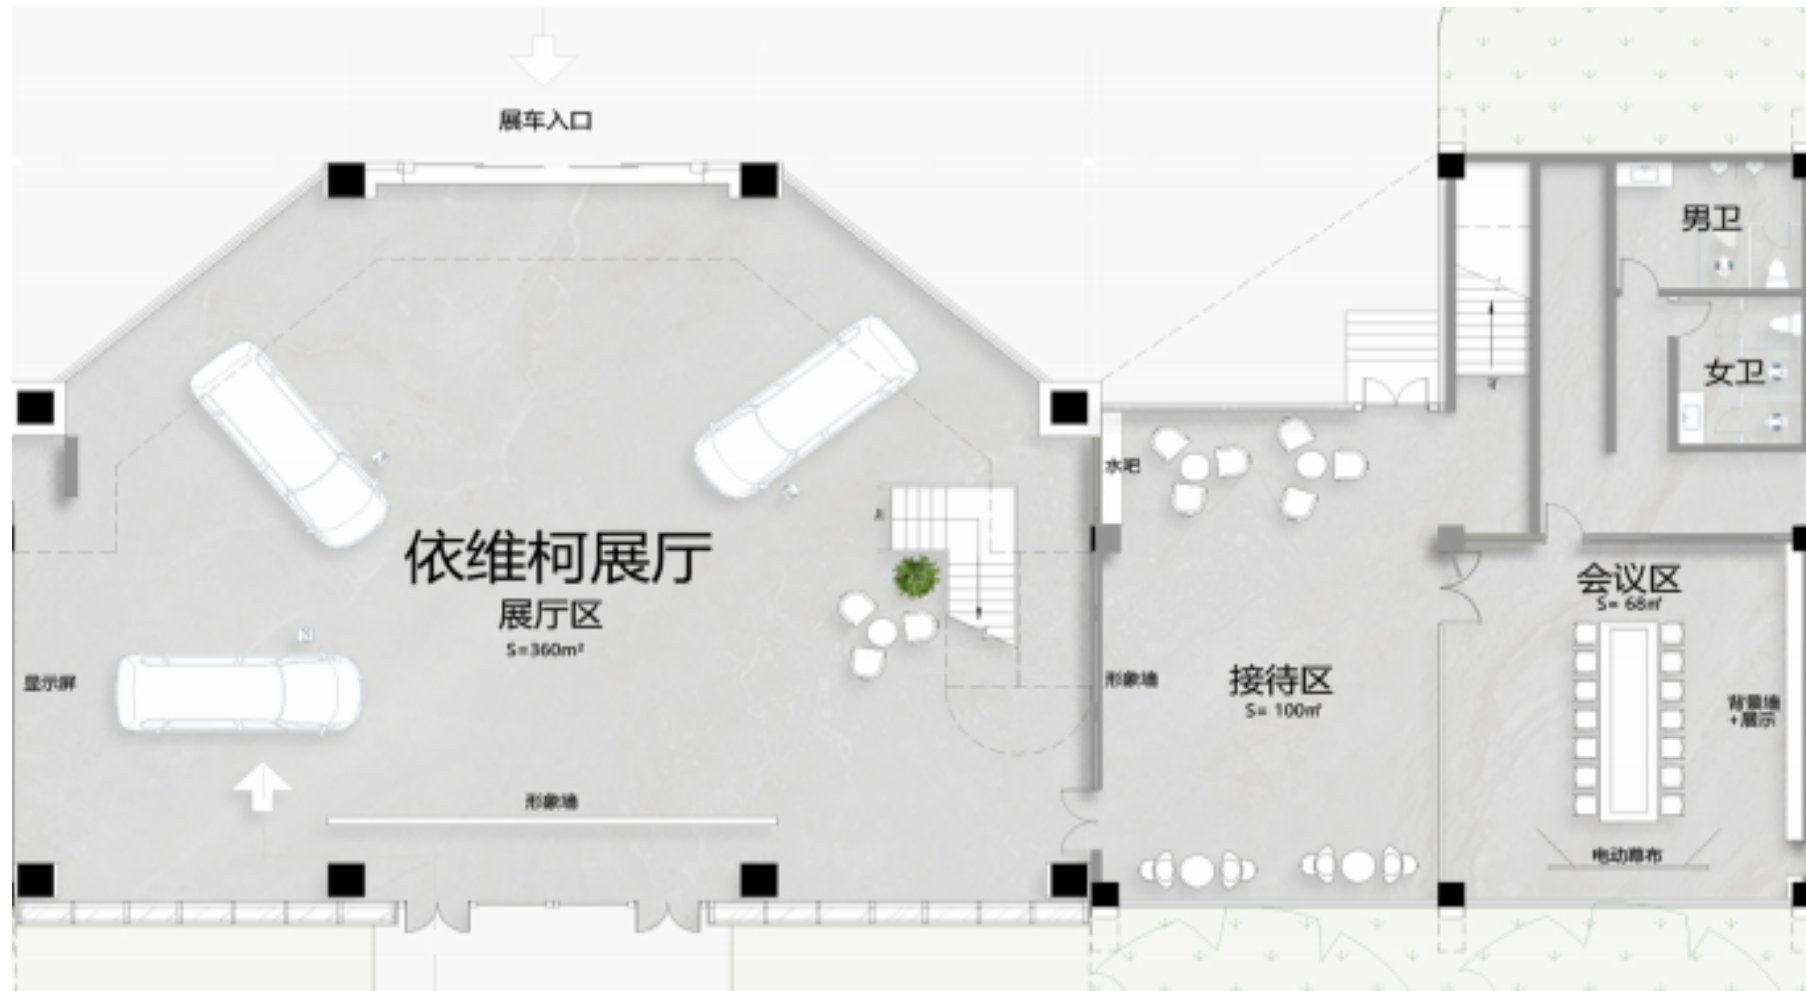 展车入口
男卫
女卫
水吧
依维柯展厅
展厅区
S=360m²
会议区
S= 68㎡
显示屏
形象墙
接待区
S= 100㎡
背景墙
+展示
形象墙
电动幕布